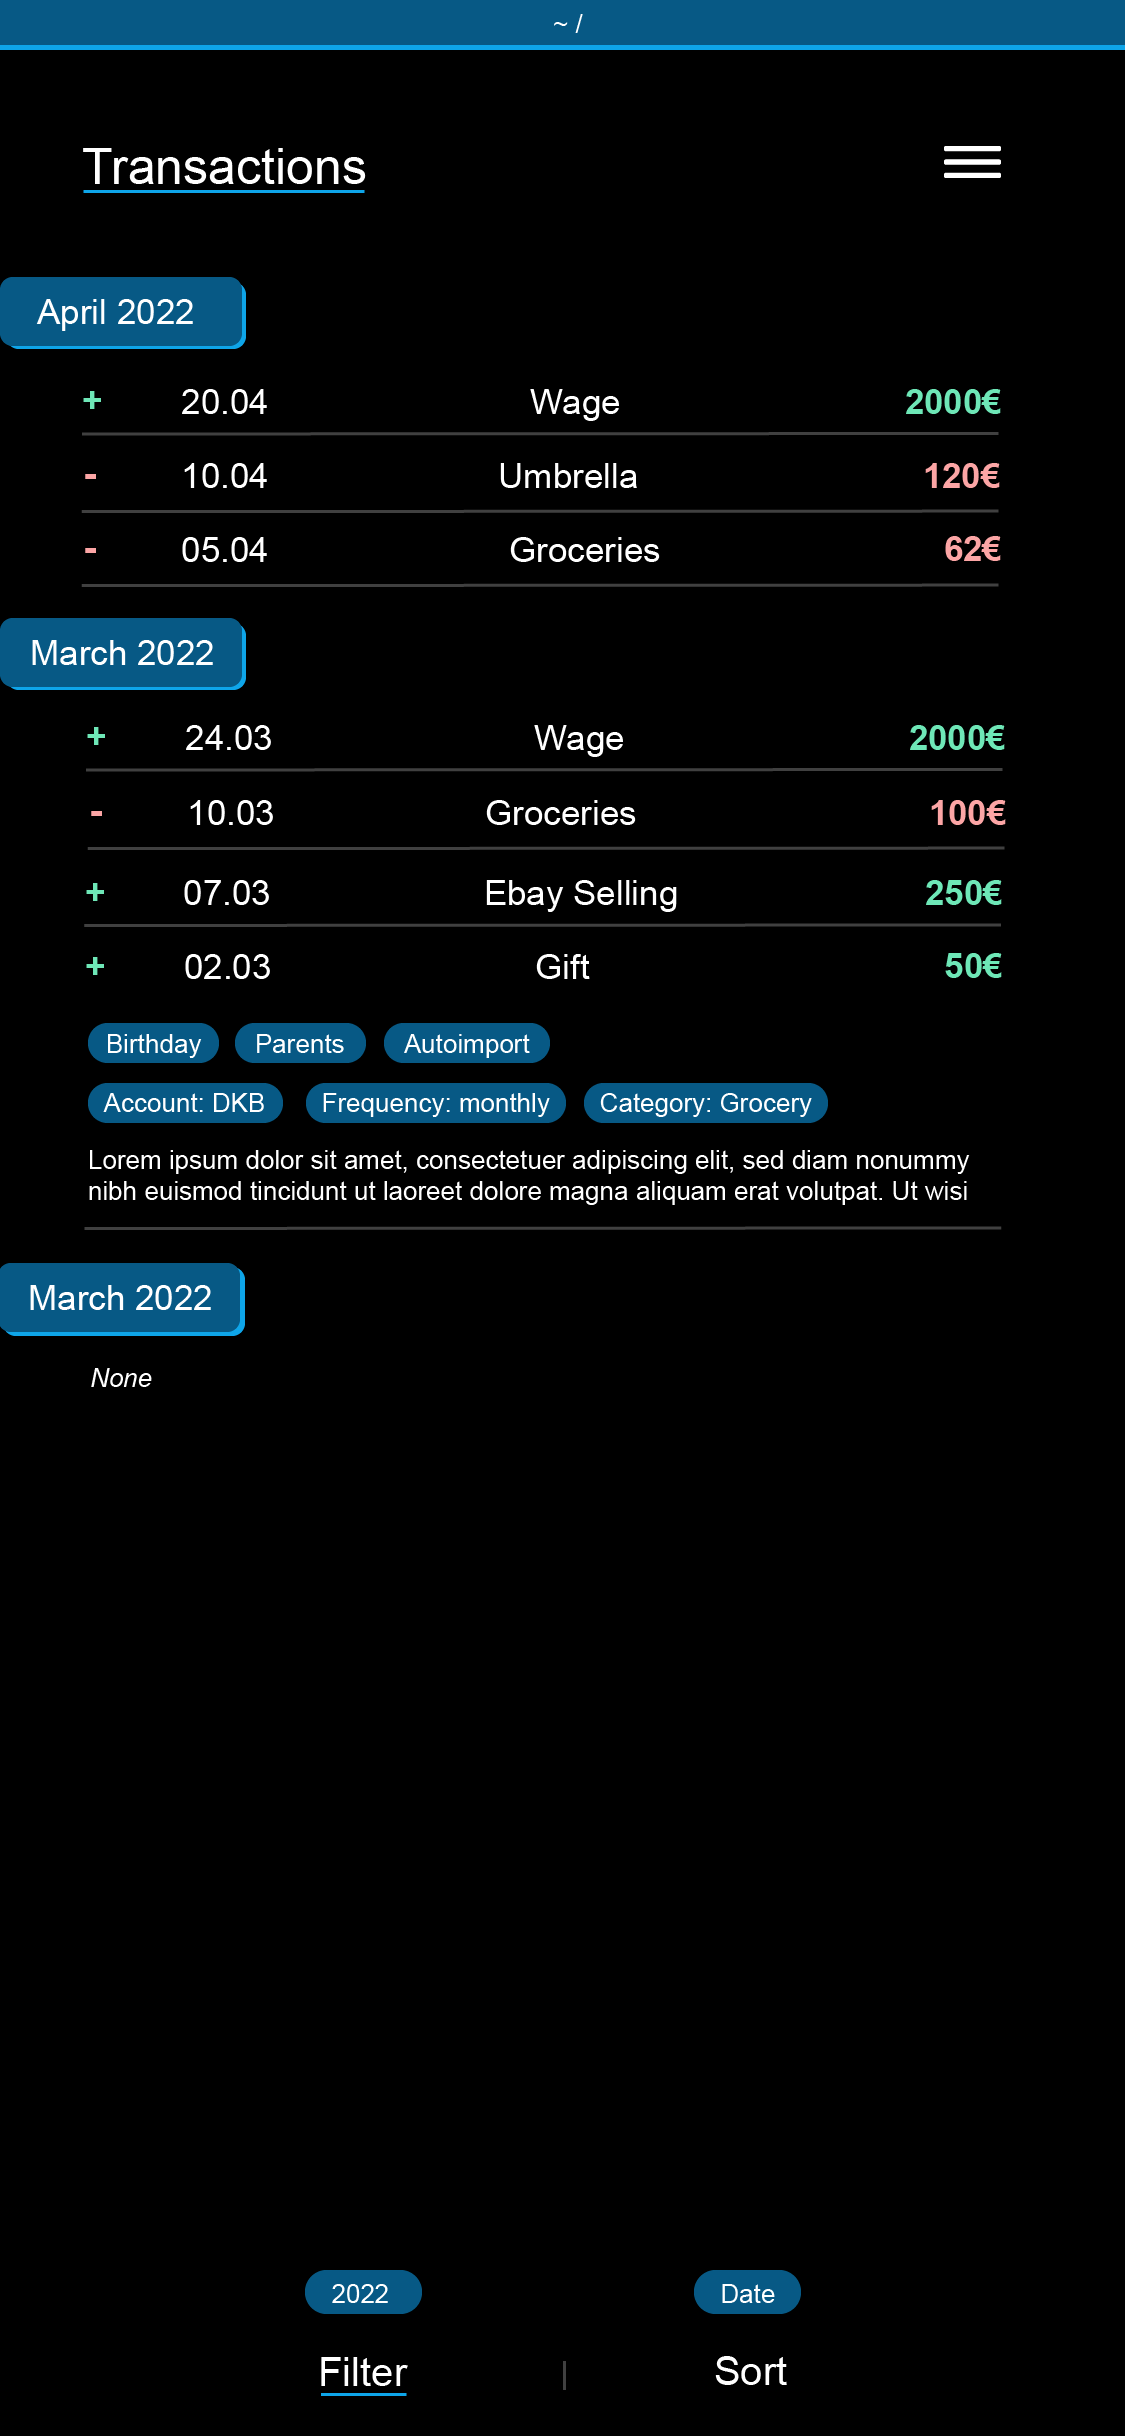 ~ /
Transactions
April 2022
+ 20.04 Wage 2000€
- 10.04 Umbrella 120€
- 05.04 Groceries 62€
March 2022
+ 24.03 Wage 2000€
- 10.03 Groceries 100€
+ 07.03 Ebay Selling 250€
+ 02.03 Gift 50€
Birthday Parents Autoimport
Account: DKB Frequency: monthly Category: Grocery
Lorem ipsum dolor sit amet, consectetuer adipiscing elit, sed diam nonummy
nibh euismod tincidunt ut laoreet dolore magna aliquam erat volutpat. Ut wisi
March 2022
None
2022 Date
Filter | Sort